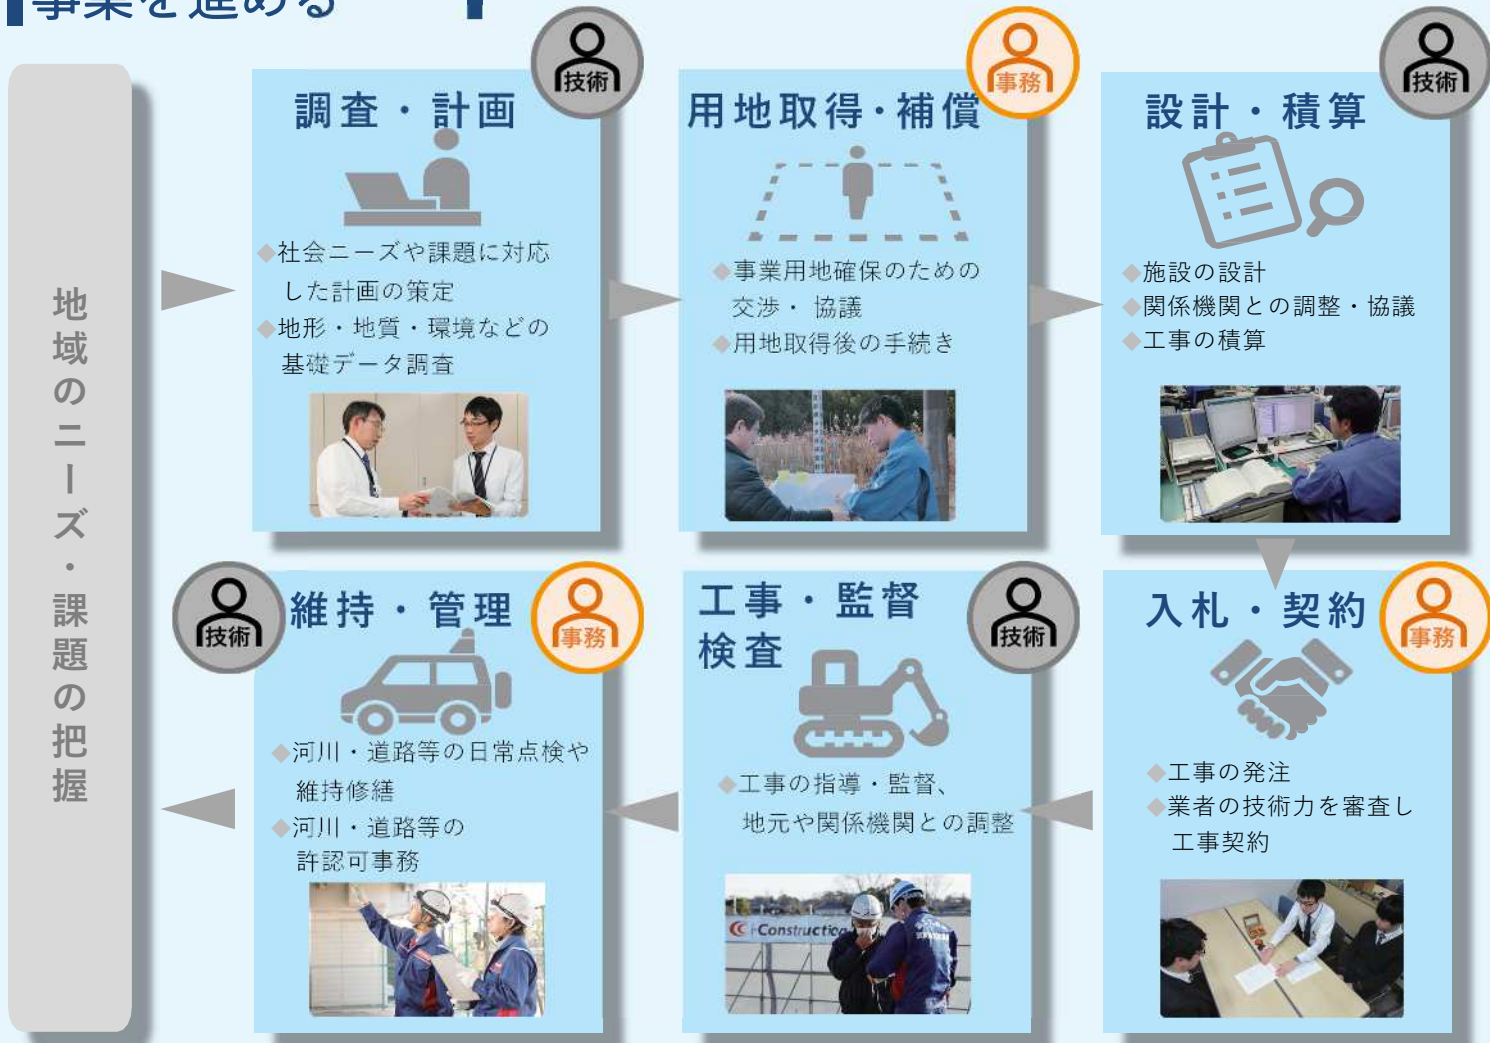 事業を進める
地域のニーズ・課題の把握
技術
調査・計画
◆社会ニーズや課題に対応
した計画の策定
◆地形・地質・環境などの
基礎データ調査
事務
用地取得・補償
◆事業用地確保のための
交渉・ 協議
◆用地取得後の手続き
技術
設計・積算
◆施設の設計
◆関係機関との調整・協議
◆工事の積算
事務
入札・契約
◆工事の発注
◆業者の技術力を審査し
工事契約
技術
工事・監督
検査
◆工事の指導・監督、
地元や関係機関との調整
i-Construction
技術
事務
維持・管理
◆河川・道路等の日常点検や
維持修繕
◆河川・道路等の
許認可事務